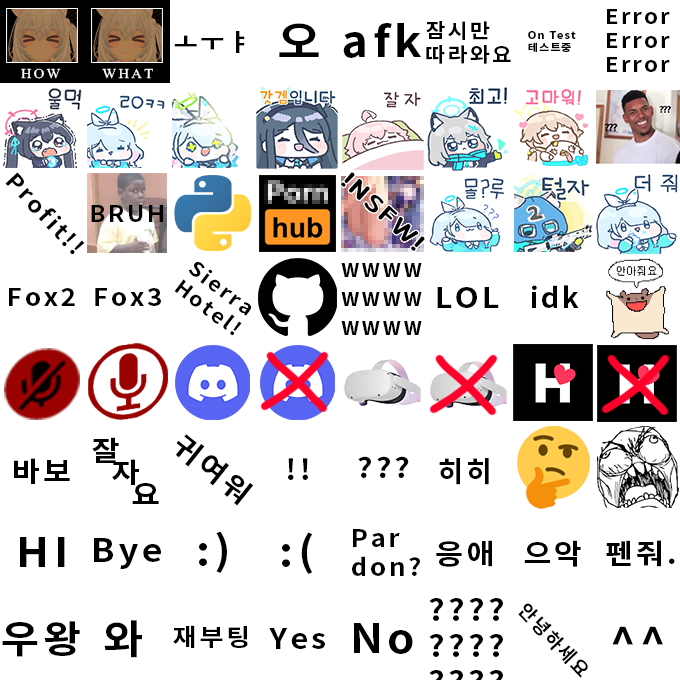 HOW
WHAT
ㅗㅜㅑ
오
afk
잠시만
따라와요
On Test
테스트중
Error
Error
Error
울먹
ㄹㅇㅋㅋ
갓겜입니당
잘자
최고!
고마워!
???
???
Profit!!
BRUH
Porn
hub
!NSFW!
물?루
???
털자
2
더 줘
Fox2
Fox3
Sierra
Hotel!
WWWW
WWWW
WWWW
LOL
idk
안아줘요
H
바보
잘
자
요
귀여워
!!
???
히히
HI
Bye
:)
:(
Par
don?
응애
으악
펜줘.
우왕
와
재부팅
Yes
No
????
????
????
안녕하세요
^^